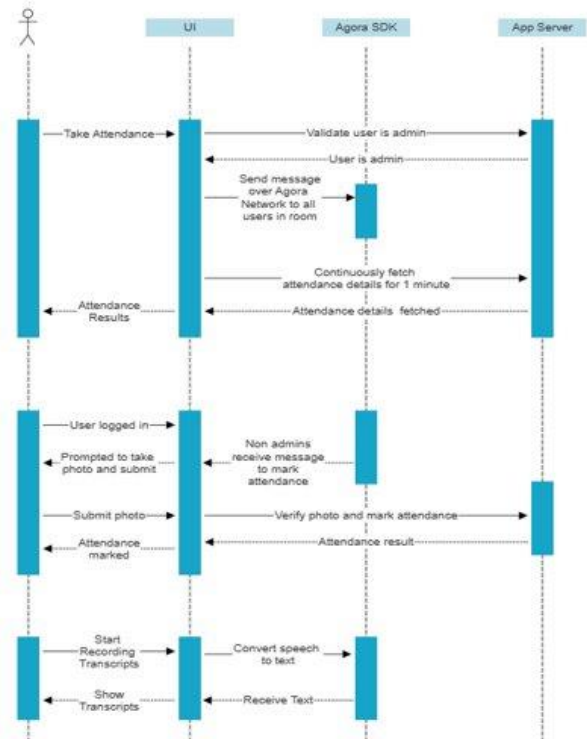 UI
Agora SDK
App Server
Take Attendance
Validate user is admin
User is admin
Send message
over Agora
Network to all
users in room
Continuously fetch
attendance details for 1 minute
Attendance
Results
Attendance details fetched
User logged in
Prompted to take
photo and submit
Non admins
receive message
to mark
attendance
Submit photo
Verify photo and mark attendance
Attendance
marked
Attendance result
Start
Recording
Transcripts
Convert speech
to text
Show
Transcripts
Receive Text